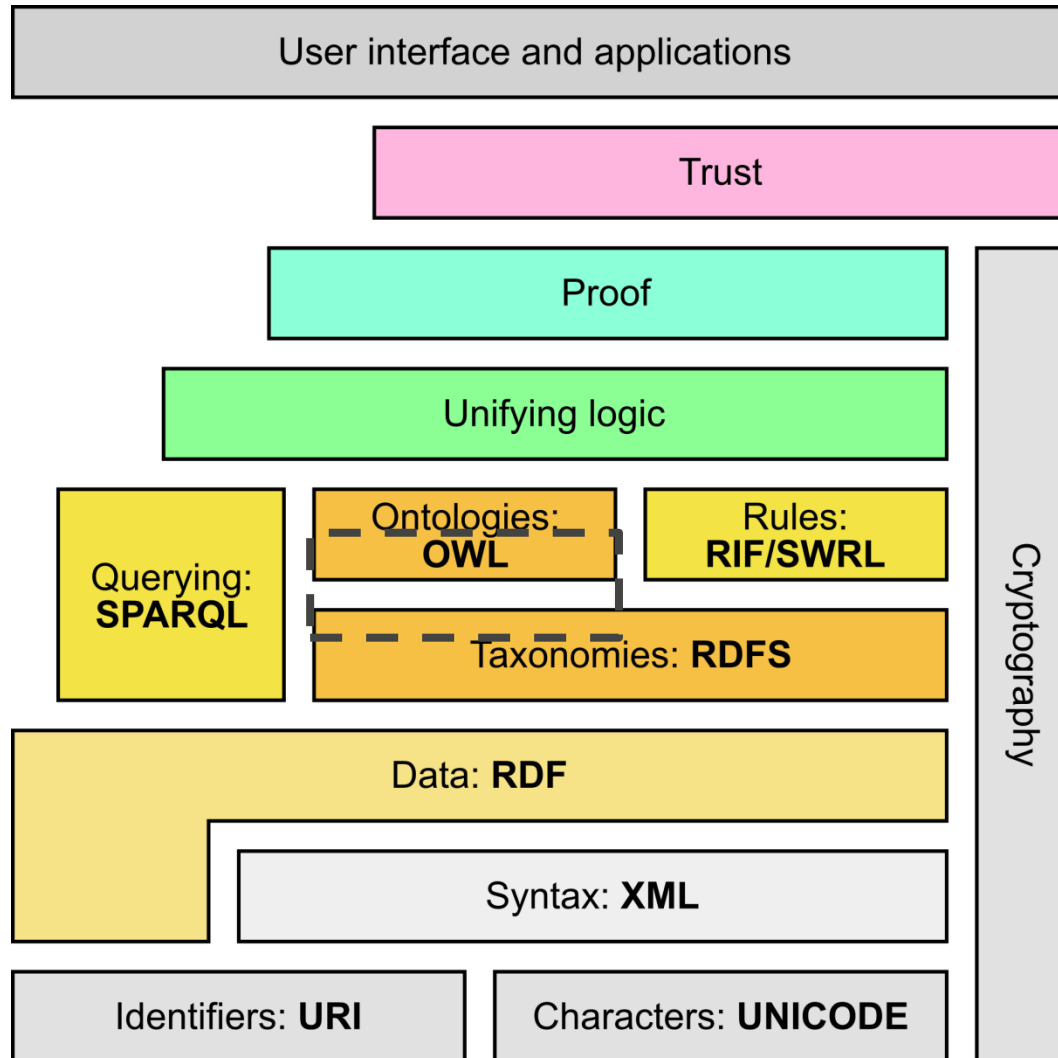 User interface and applications
Trust
Proof
Unifying logic
Querying:
SPARQL
Ontologies:
OWL
Rules:
RIF/SWRL
Taxonomies: RDFS
Cryptography
Data: RDF
Syntax: XML
Identifiers: URI
Characters: UNICODE